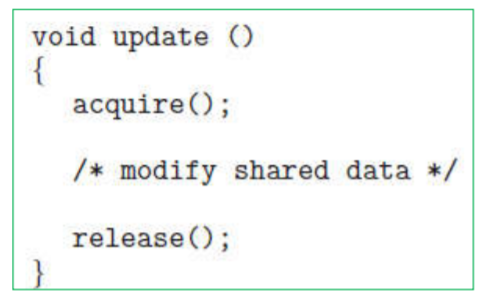 void update ()
{
acquire();
/* modify shared data */
release();
}